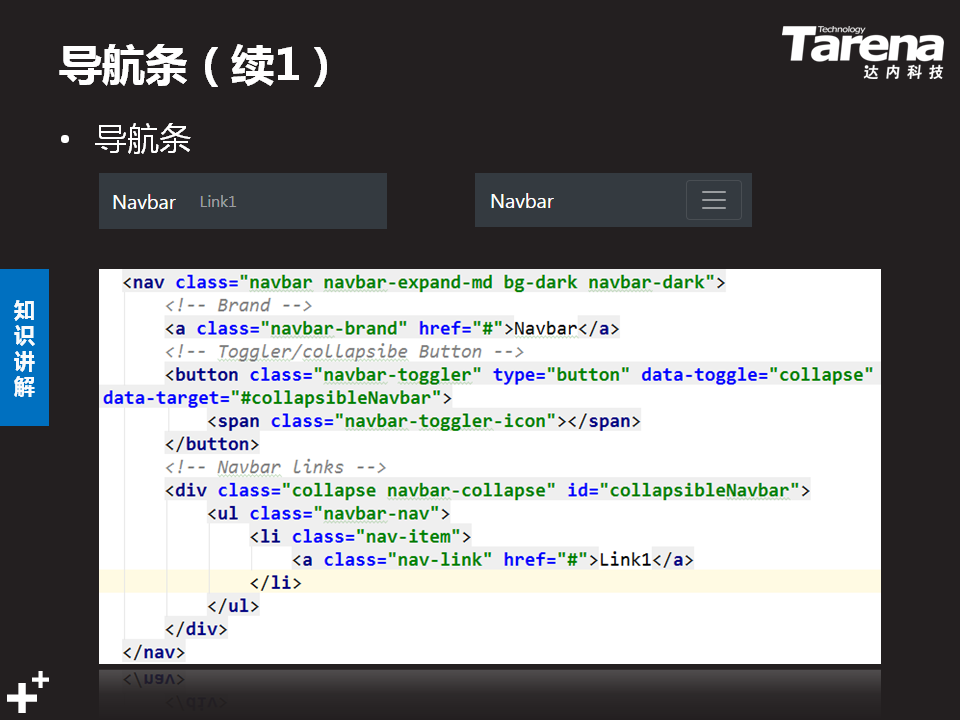 导航条（续1）
Technology
Tarena
达内科技
• 导航条
Navbar Link1
Navbar
知识讲解
<nav class="navbar navbar-expand-md bg-dark navbar-dark">
<!-- Brand -->
<a class="navbar-brand" href="#">Navbar</a>
<!-- Toggler/collapsibe Button -->
<button class="navbar-toggler" type="button" data-toggle="collapse"
data-target="#collapsibleNavbar">
<span class="navbar-toggler-icon"></span>
</button>
<!-- Navbar links -->
<div class="collapse navbar-collapse" id="collapsibleNavbar">
<ul class="navbar-nav">
<li class="nav-item">
<a class="nav-link" href="#">Link1</a>
</li>
</ul>
</div>
</nav>